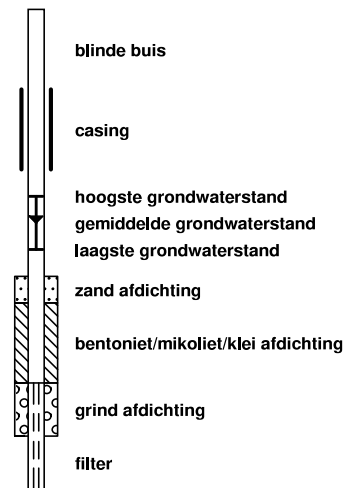 blinde buis
casing
hoogste grondwaterstand
gemiddelde grondwaterstand
laagste grondwaterstand
zand afdichting
bentoniet/mikoliet/klei afdichting
grind afdichting
filter